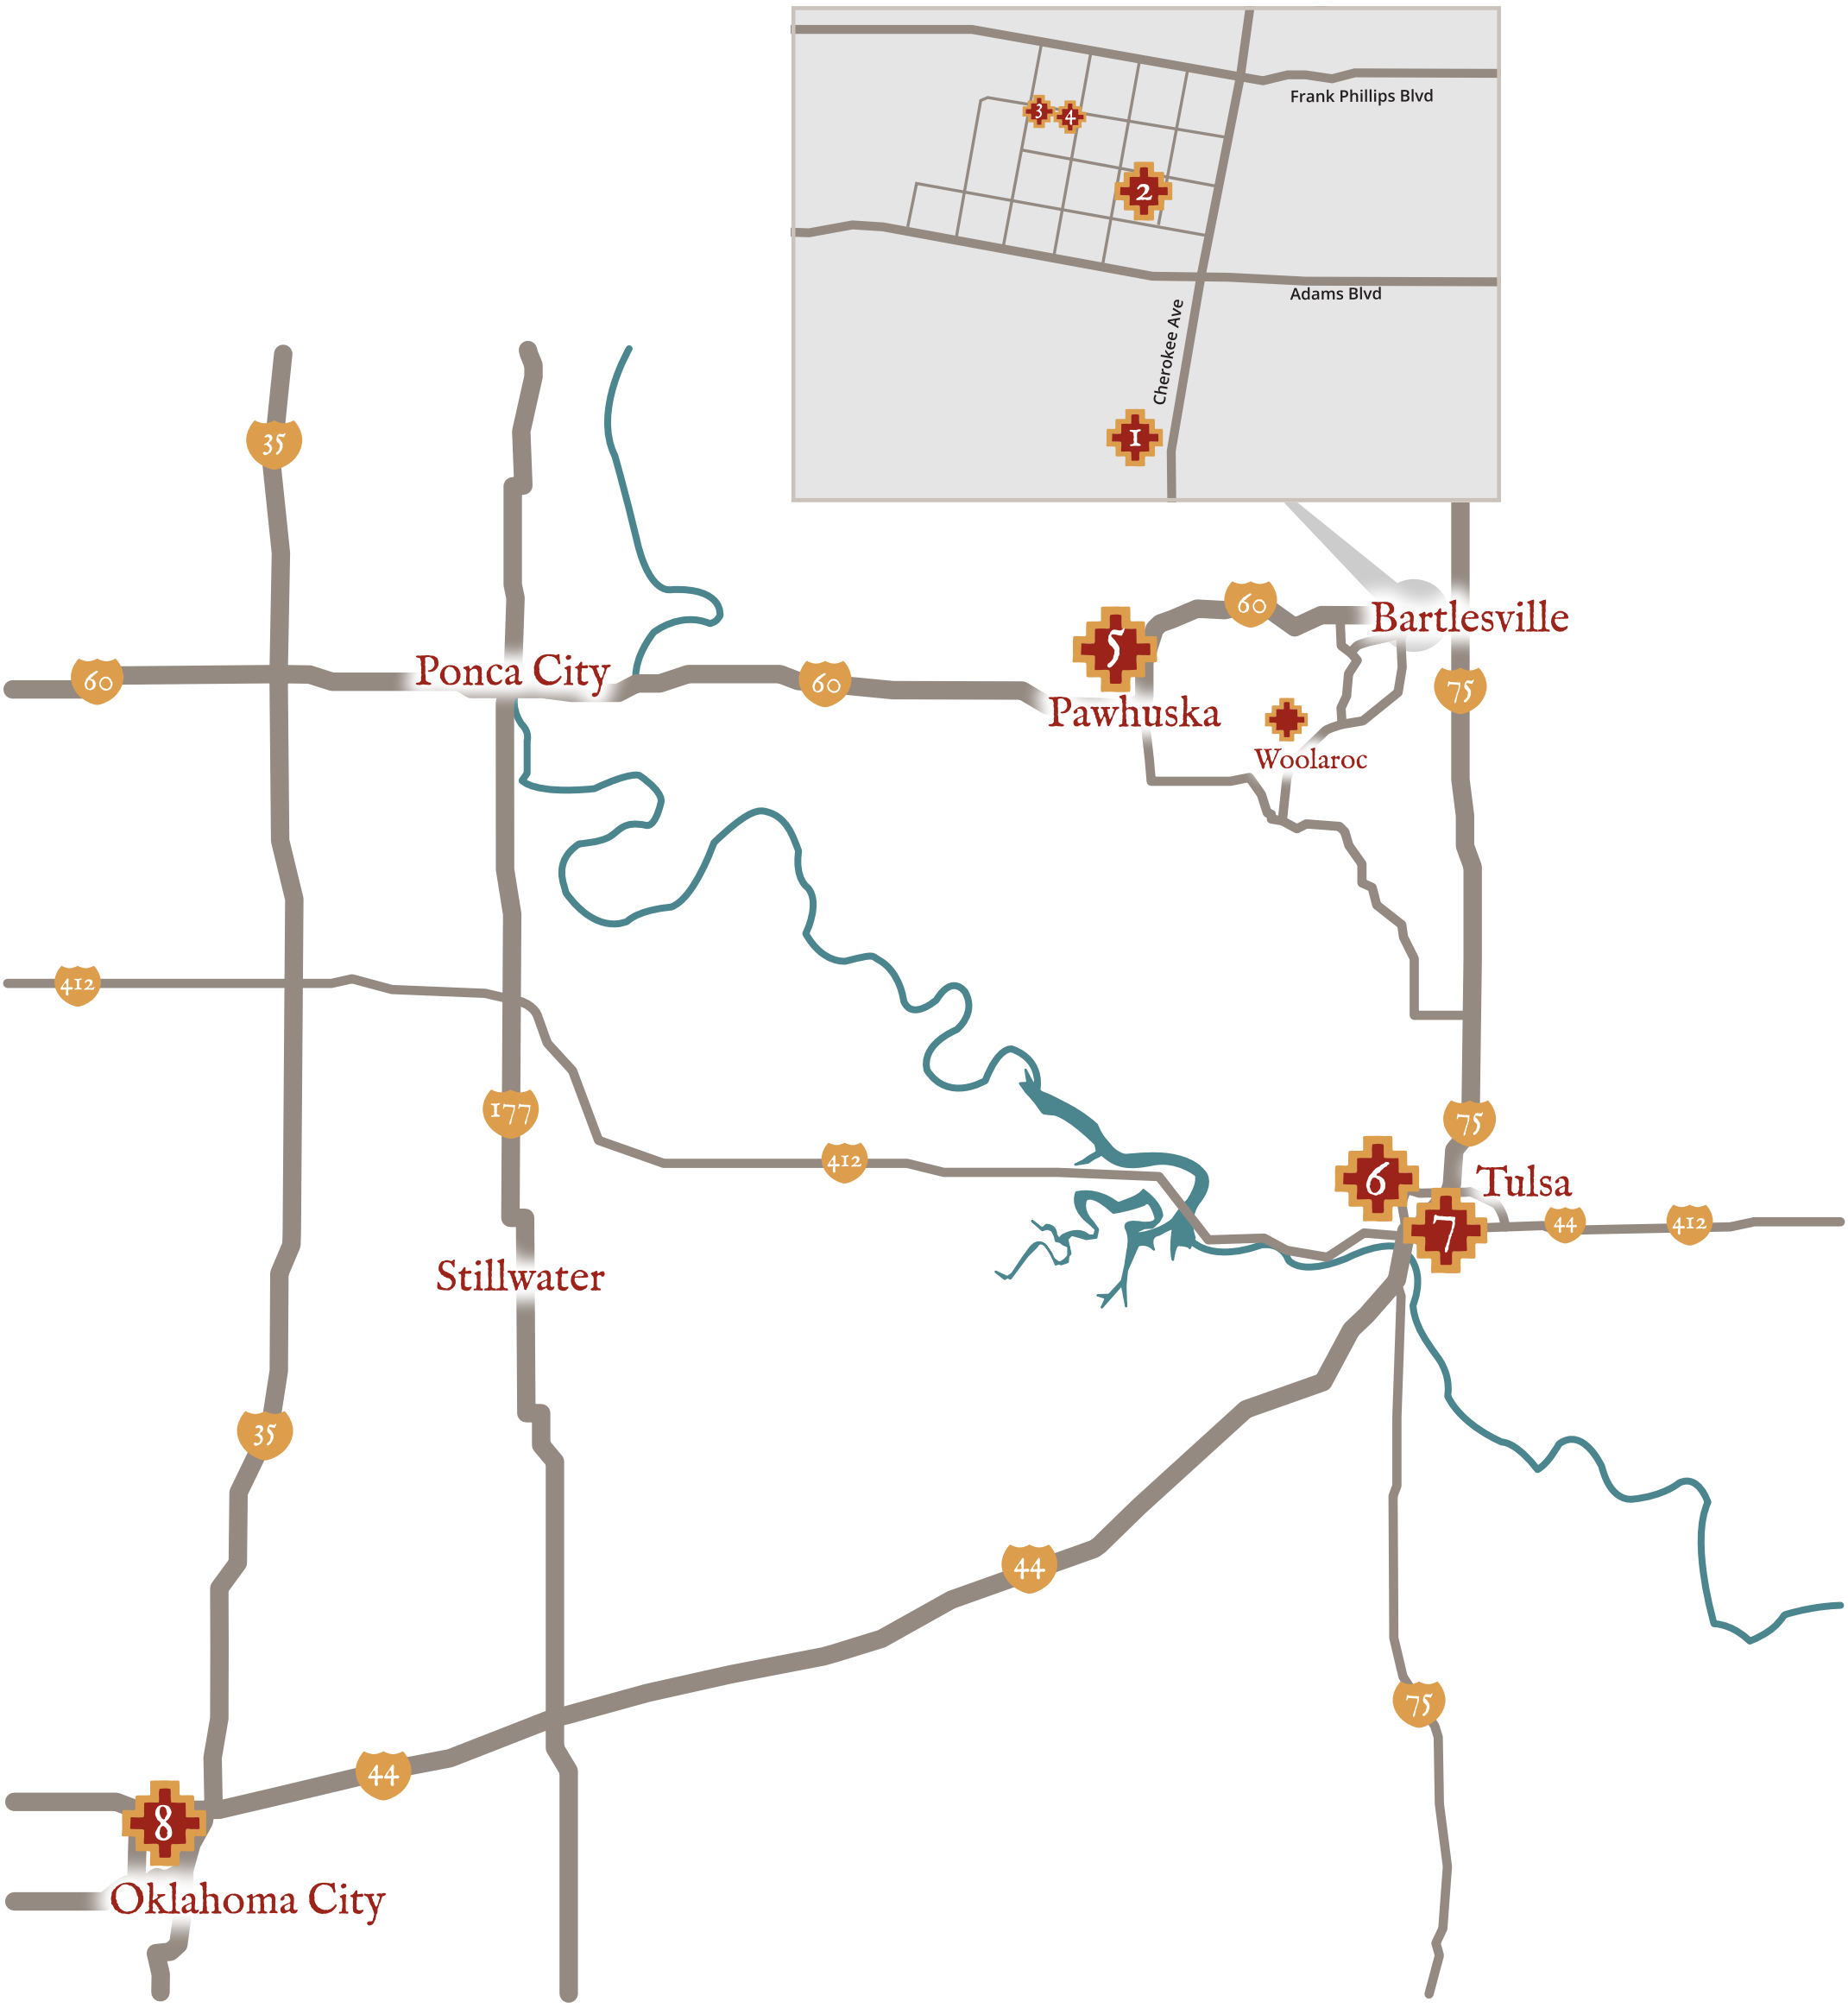 Frank Phillips Blvd
3
4
2
Adams Blvd
Cherokee Ave
1
35
60
Bartlesville
5
Ponca City
60
60
75
Pawhuska
Woolaroc
412
177
75
412
6
Tulsa
7
44
412
Stillwater
35
44
75
44
8
Oklahoma City